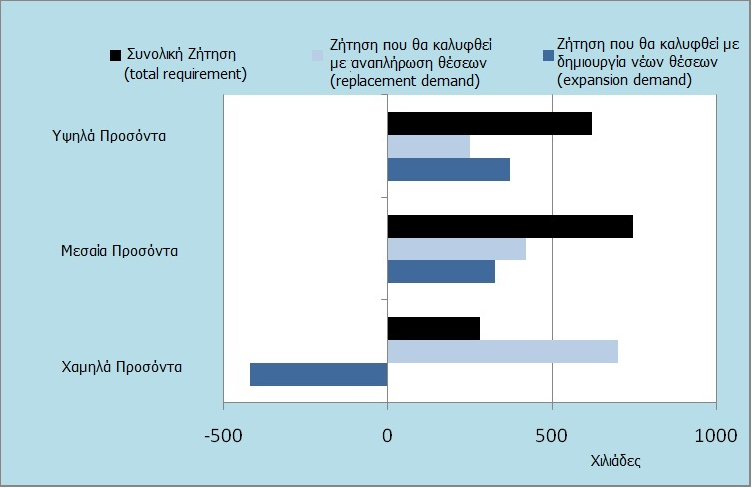 Συνολική Ζήτηση
(total requirement)
Ζήτηση που θα καλυφθεί
με αναπλήρωση θέσεων
(replacement demand)
Ζήτηση που θα καλυφθεί με
δημιουργία νέων θέσεων
(expansion demand)
Υψηλά Προσόντα
Μεσαία Προσόντα
Χαμηλά Προσόντα
-500 0 500 1000
Χιλιάδες